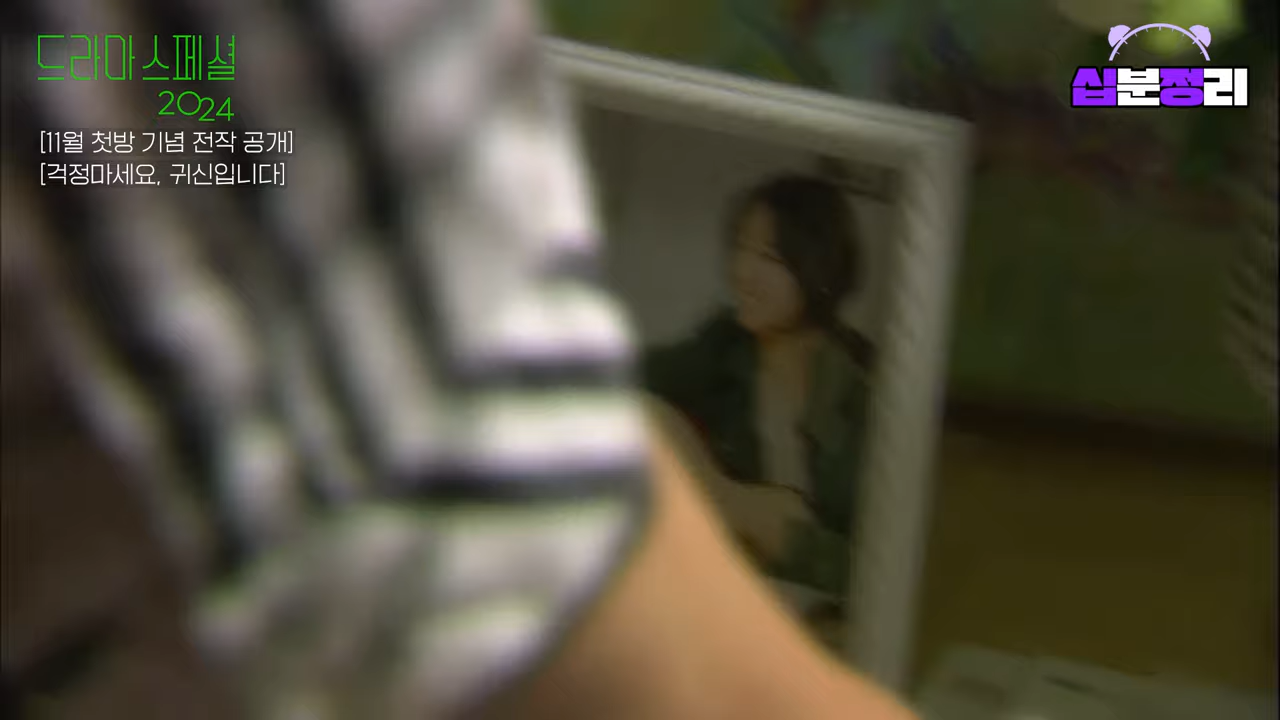 드라마 스페셜
2024
[11월 첫방 기념 전작 공개]
[걱정마세요, 귀신입니다]
십분정리